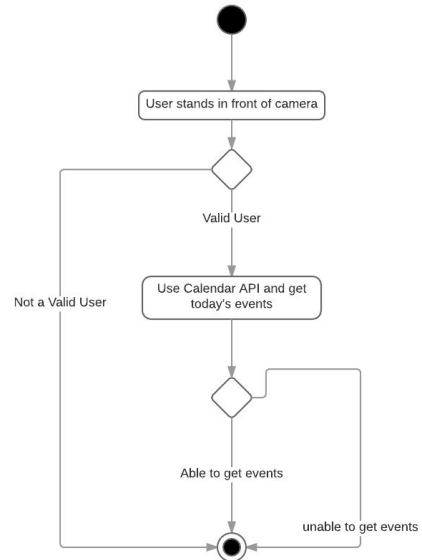 User stands in front of camera
Valid User
Use Calendar API and get
today's events
Not a Valid User
Able to get events
unable to get events